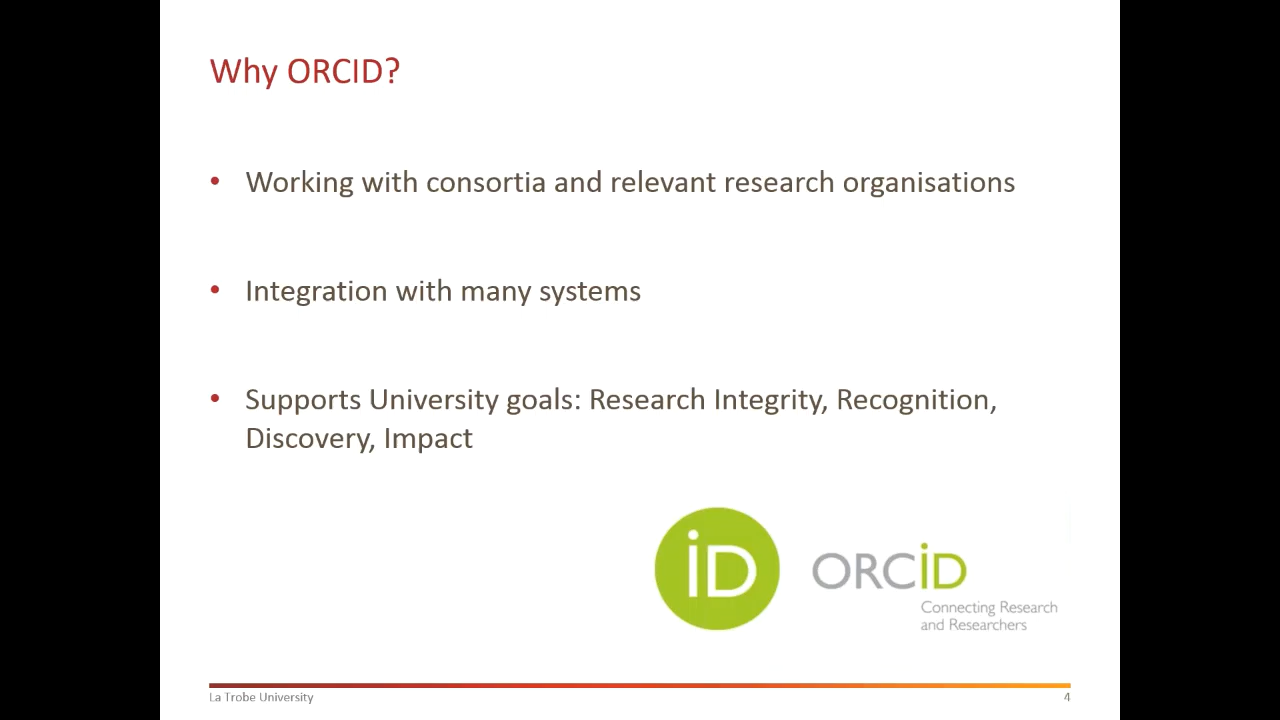 Why ORCID?
• Working with consortia and relevant research organisations
• Integration with many systems
• Supports University goals: Research Integrity, Recognition,
Discovery, Impact
iD
ORCiD
Connecting Research
and Researchers
La Trobe University
4